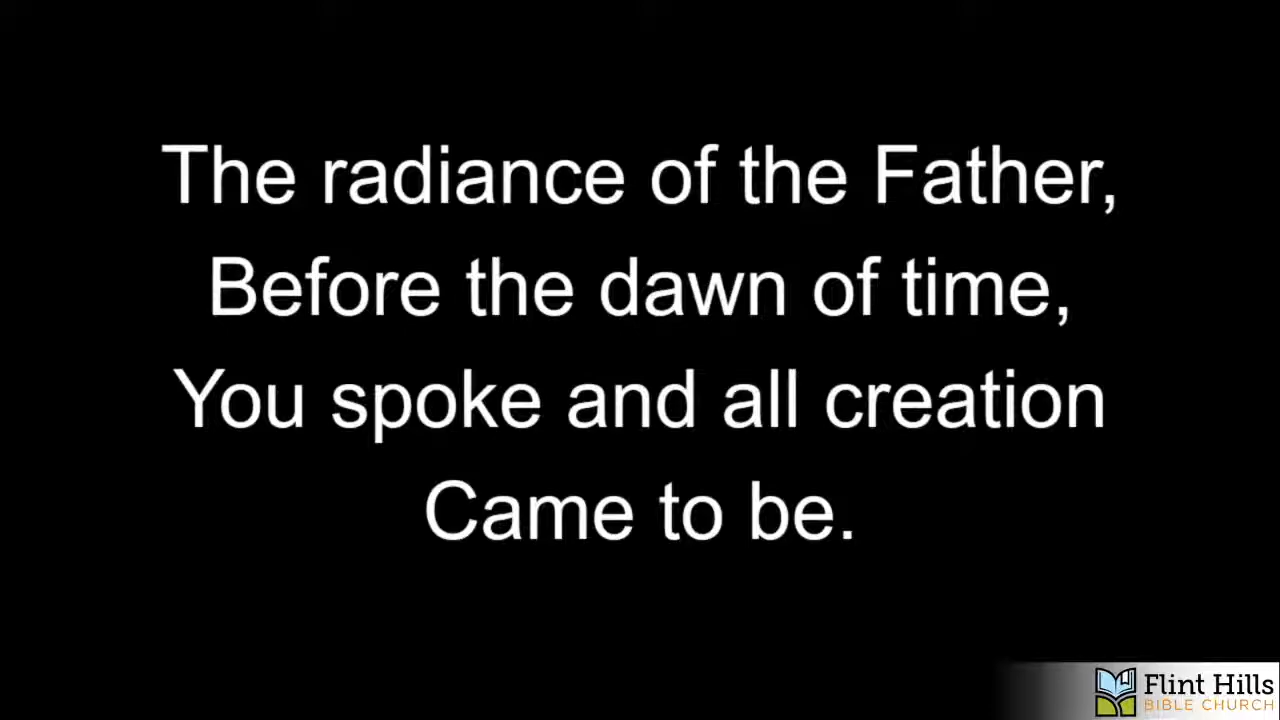 The radiance of the Father,
Before the dawn of time,
You spoke and all creation
Came to be.
Flint Hills
BIBLE CHURCH